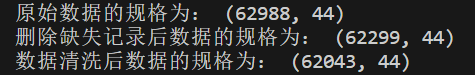 原始数据的规格为： (62988, 44)
删除缺失记录后数据的规格为： (62299, 44)
数据清洗后数据的规格为： (62043, 44)